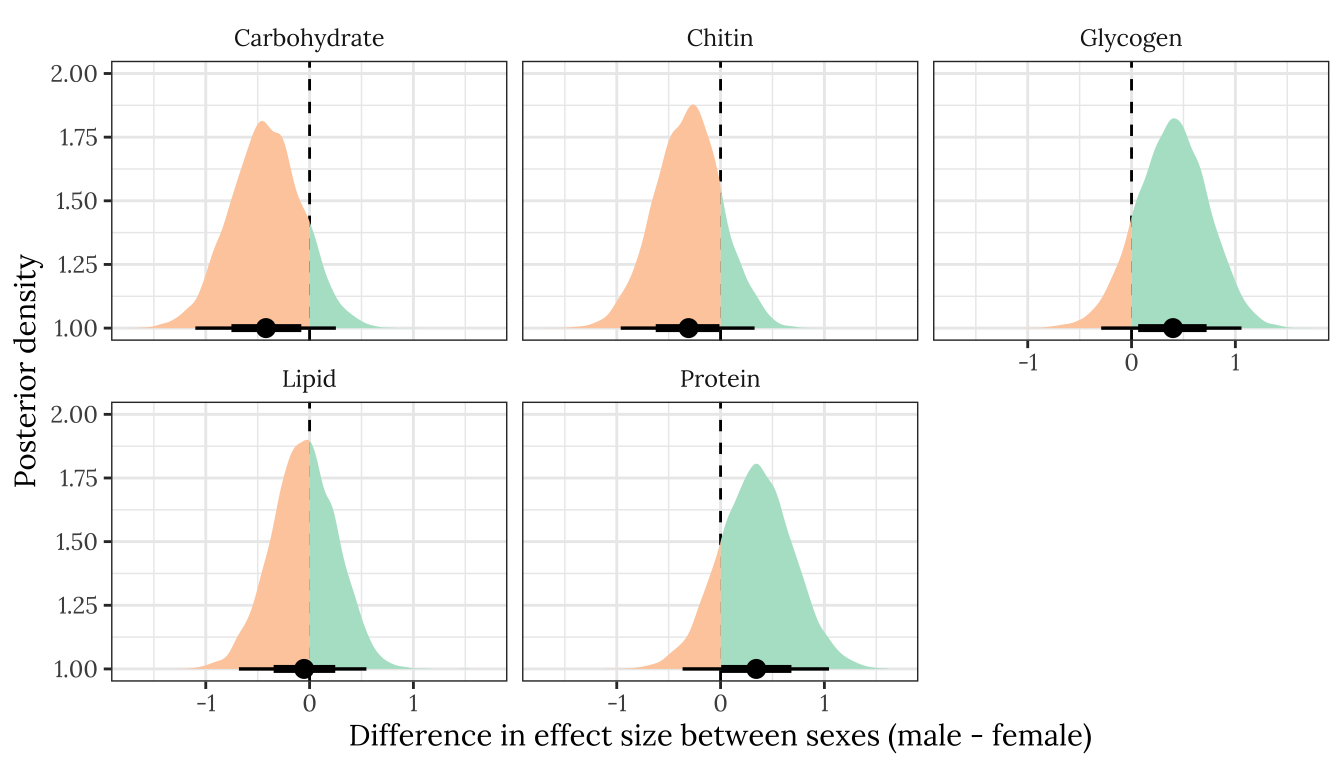 Carbohydrate Chitin Glycogen
2.00
1.75
1.50
1.25
1.00
-1 0 1
Lipid Protein
2.00
1.75
1.50
1.25
1.00
-1 0 1 -1 0 1
Posterior density
Difference in effect size between sexes (male - female)